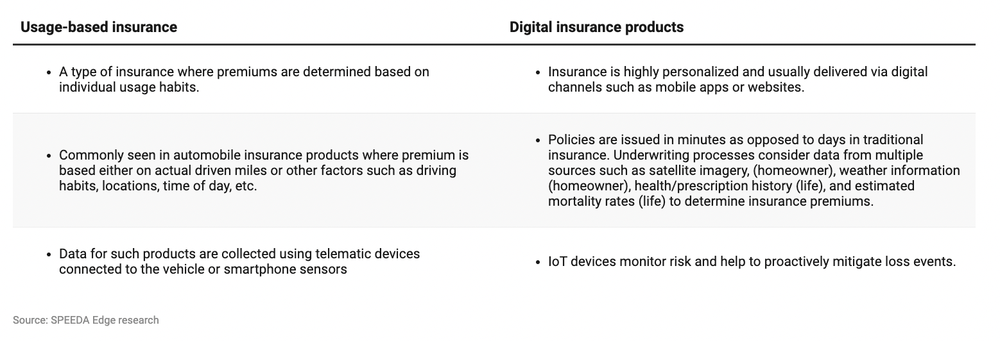 Usage-based insurance
Digital insurance products
• A type of insurance where premiums are determined based on
individual usage habits.
• Insurance is highly personalized and usually delivered via digital
channels such as mobile apps or websites.
• Commonly seen in automobile insurance products where premium is
based either on actual driven miles or other factors such as driving
habits, locations, time of day, etc.
• Policies are issued in minutes as opposed to days in traditional
insurance. Underwriting processes consider data from multiple
sources such as satellite imagery, (homeowner), weather information
(homeowner), health/prescription history (life), and estimated
mortality rates (life) to determine insurance premiums.
• Data for such products are collected using telematic devices
connected to the vehicle or smartphone sensors
• IoT devices monitor risk and help to proactively mitigate loss events.
Source: SPEEDA Edge research